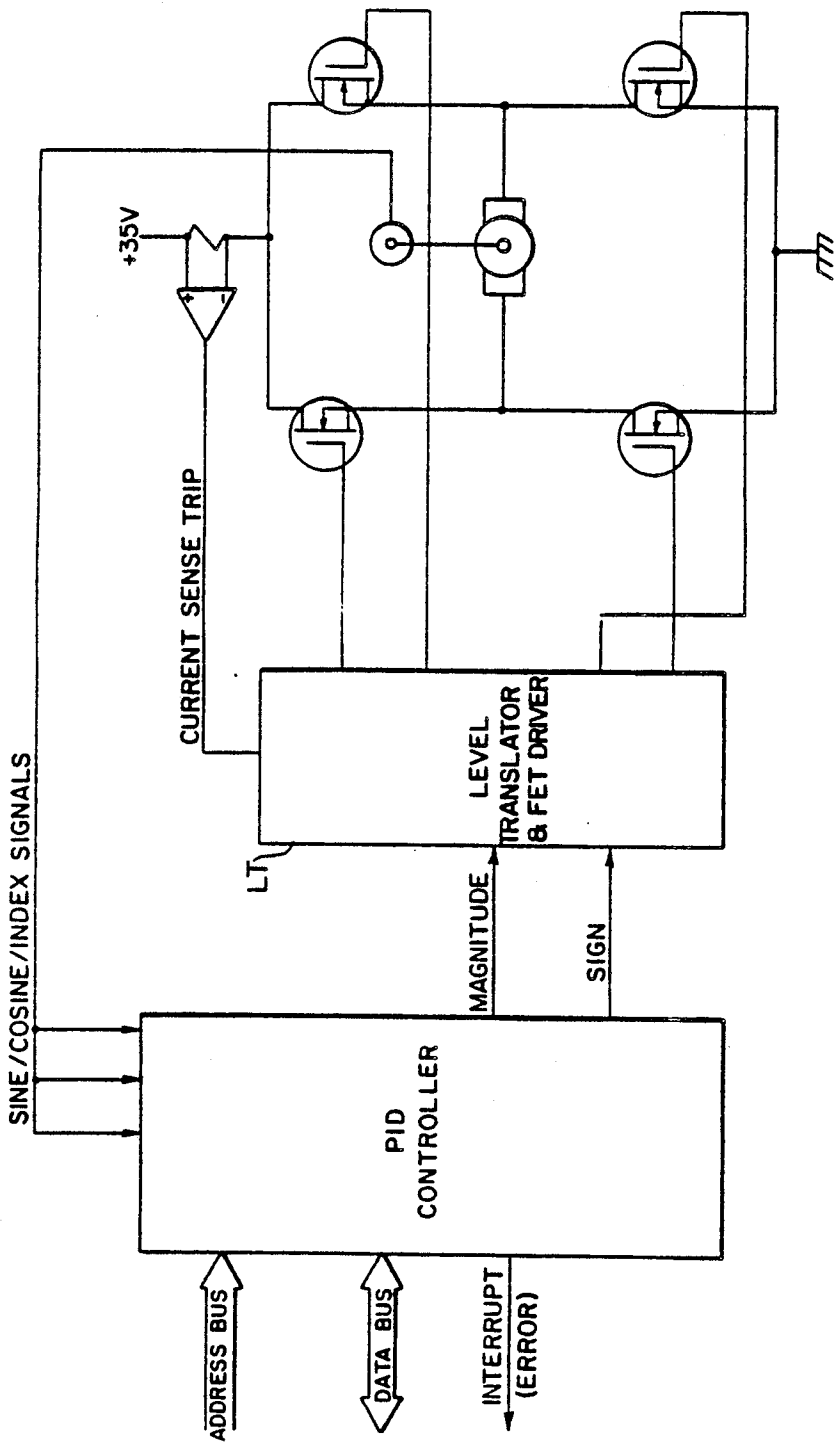 SINE/COSINE/INDEX SIGNALS
+35V
+
-
CURRENT SENSE TRIP
LT
LEVEL
TRANSLATOR
& FET DRIVER
MAGNITUDE
SIGN
PID
CONTROLLER
ADDRESS BUS
DATA BUS
INTERRUPT
(ERROR)